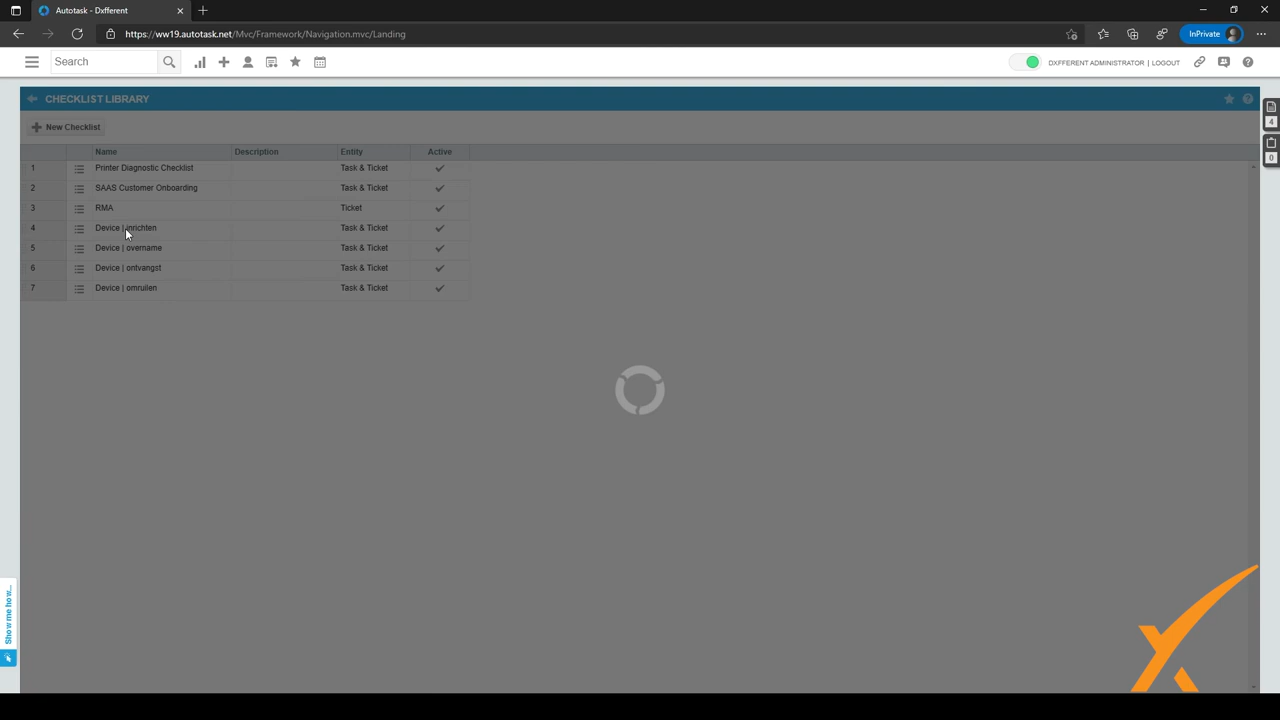 Autotask - Dxfferent
https://ww19.autotask.net/Mvc/Framework/Navigation.mvc/Landing
InPrivate
Search
DXFFERENT ADMINISTRATOR | LOGOUT
CHECKLIST LIBRARY
4
0
New Checklist
Name Description Entity Active
1 Printer Diagnostic Checklist Task & Ticket
2 SAAS Customer Onboarding Task & Ticket
3 RMA Ticket
4 Device | inrichten Task & Ticket
5 Device | overname Task & Ticket
6 Device | ontvangst Task & Ticket
7 Device | omruilen Task & Ticket
Show me how...